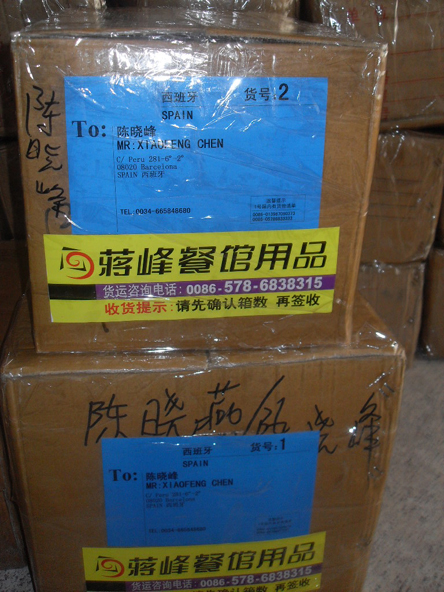 陈晓峰
西班牙 货号:2
SPAIN
To: 陈晓峰
MR:XIAOFENG CHEN
C/ Peru 281-6° 2°
08020 Barcelona
SPAIN 西班牙
TEL:0034-665848680
蒋峰餐馆用品
货运咨询电话: 0086-578-6838315
收货提示: 请先确认箱数 再签收
陈晓燕
晓峰
西班牙 货号:1
SPAIN
To: 陈晓峰
MR:XIAOFENG CHEN
蒋峰餐馆用品
货运咨询电话: 0086-578-6838315